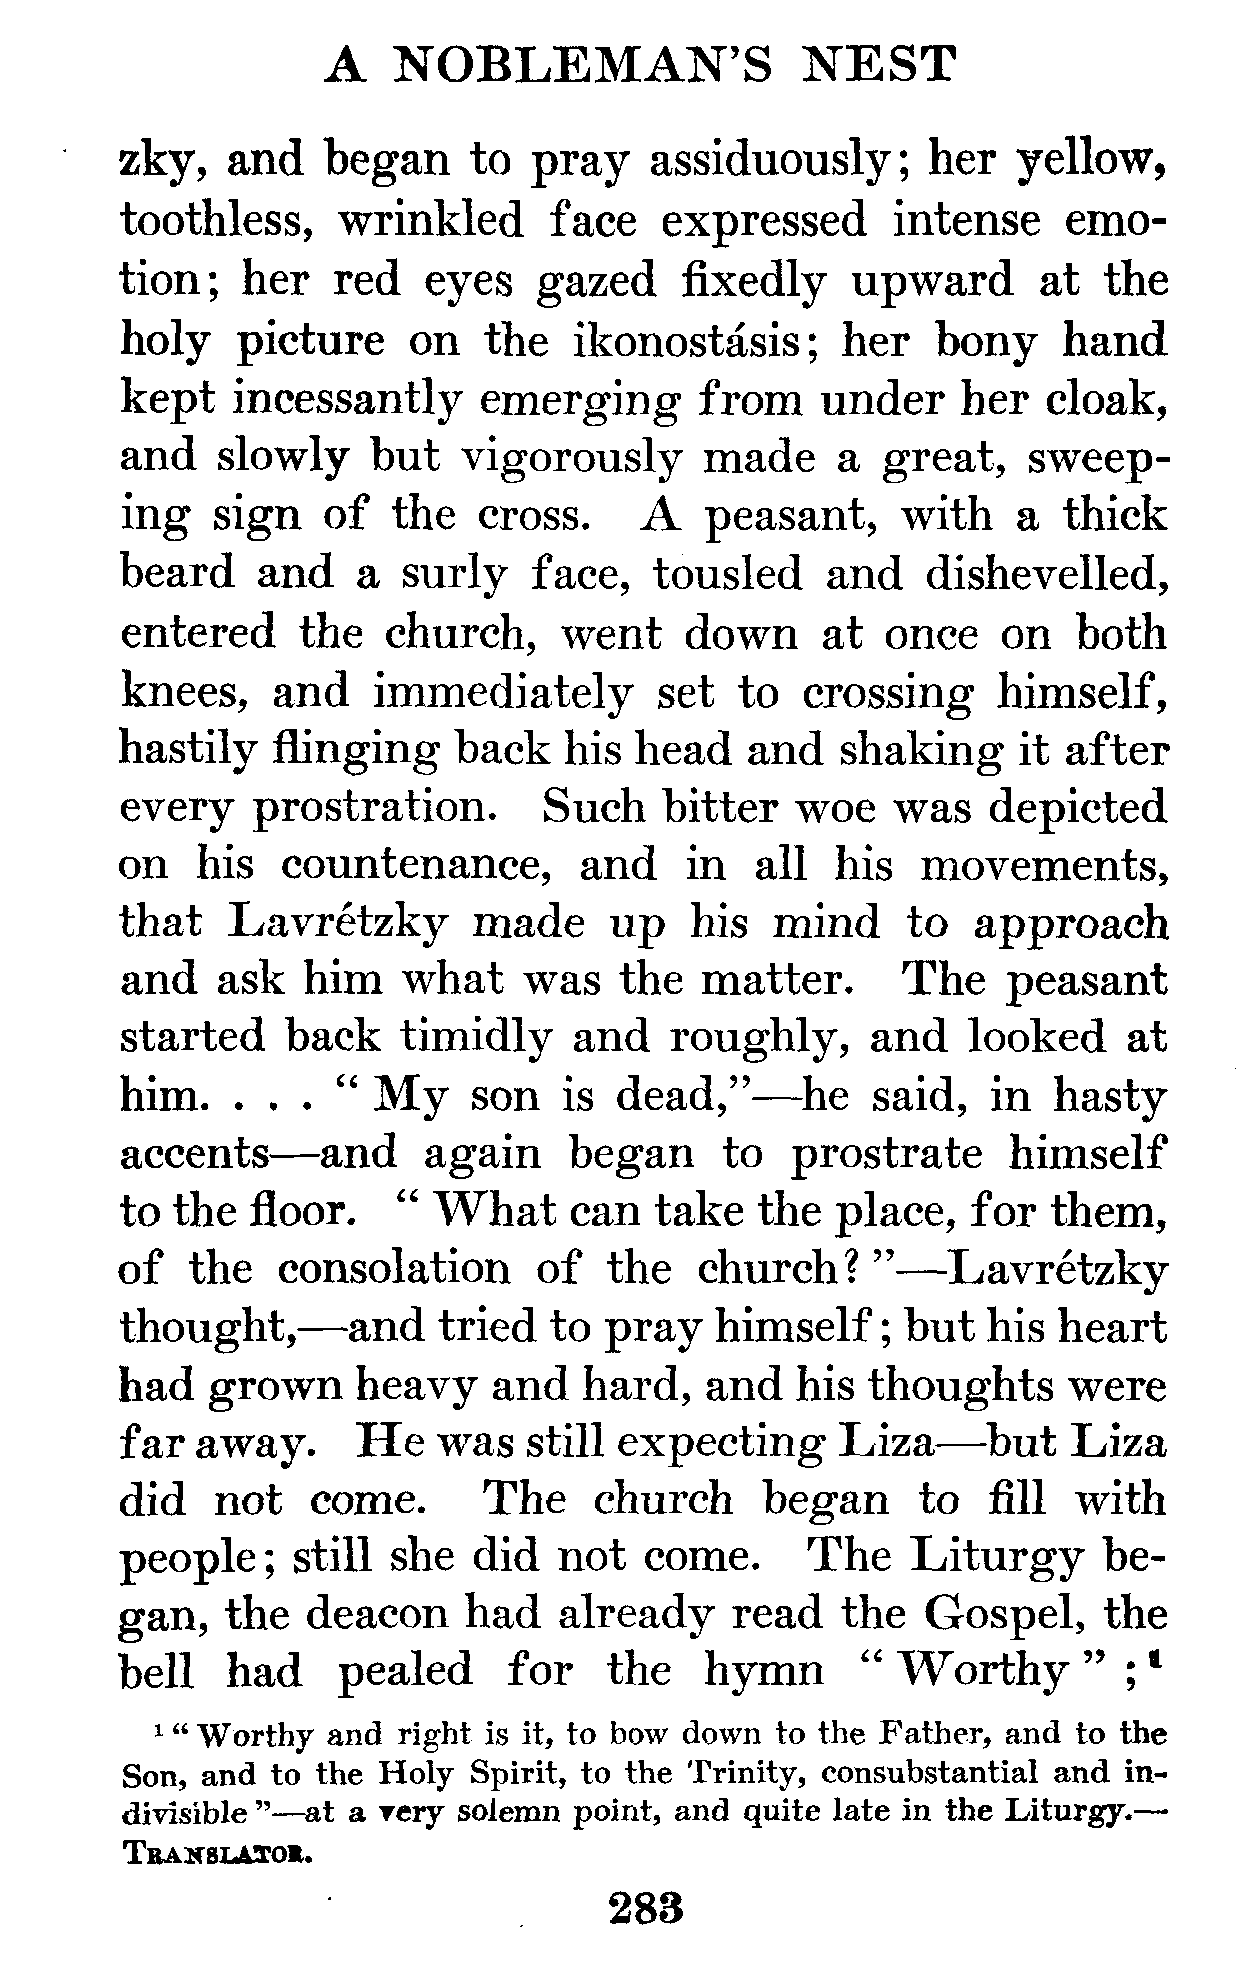 A NOBLEMAN'S NEST
zky, and began to pray assiduously; her yellow,
toothless, wrinkled face expressed intense emo-
tion; her red eyes gazed fixedly upward at the
holy picture on the ikonostásis; her bony hand
kept incessantly emerging from under her cloak,
and slowly but vigorously made a great, sweep-
ing sign of the cross. A peasant, with a thick
beard and a surly face, tousled and dishevelled,
entered the church, went down at once on both
knees, and immediately set to crossing himself,
hastily flinging back his head and shaking it after
every prostration. Such bitter woe was depicted
on his countenance, and in all his movements,
that Lavrétzky made up his mind to approach
and ask him what was the matter. The peasant
started back timidly and roughly, and looked at
him. . . . “ My son is dead,”—he said, in hasty
accents—and again began to prostrate himself
to the floor. “ What can take the place, for them,
of the consolation of the church? ”—Lavrétzky
thought,—and tried to pray himself; but his heart
had grown heavy and hard, and his thoughts were
far away. He was still expecting Liza—but Liza
did not come. The church began to fill with
people; still she did not come. The Liturgy be-
gan, the deacon had already read the Gospel, the
bell had pealed for the hymn “ Worthy ” ;¹
¹ “ Worthy and right is it, to bow down to the Father, and to the
Son, and to the Holy Spirit, to the Trinity, consubstantial and in-
divisible ”—at a very solemn point, and quite late in the Liturgy.—
TRANSLATOR.
283